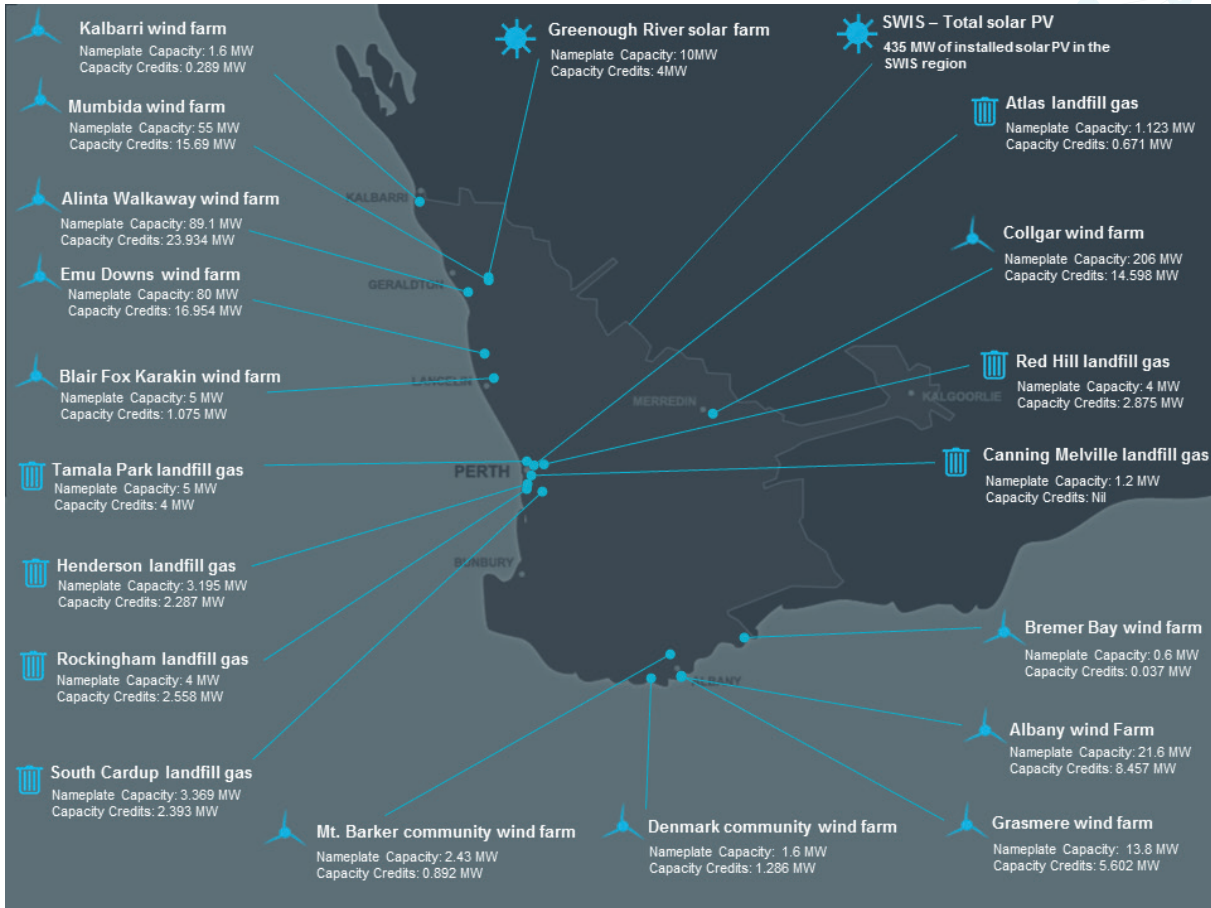 Kalbarri wind farm
Nameplate Capacity: 1.6 MW
Capacity Credits: 0.289 MW
Mumbida wind farm
Nameplate Capacity: 55 MW
Capacity Credits: 15.69 MW
Alinta Walkaway wind farm
Nameplate Capacity: 89.1 MW
Capacity Credits: 23.934 MW
Emu Downs wind farm
Nameplate Capacity: 80 MW
Capacity Credits: 16.954 MW
Blair Fox Karakin wind farm
Nameplate Capacity: 5 MW
Capacity Credits: 1.075 MW
Tamala Park landfill gas
Nameplate Capacity: 5 MW
Capacity Credits: 4 MW
Henderson landfill gas
Nameplate Capacity: 3.195 MW
Capacity Credits: 2.287 MW
Rockingham landfill gas
Nameplate Capacity: 4 MW
Capacity Credits: 2.558 MW
South Cardup landfill gas
Nameplate Capacity: 3.369 MW
Capacity Credits: 2.393 MW
Greenough River solar farm
Nameplate Capacity: 10MW
Capacity Credits: 4MW
SWIS – Total solar PV
435 MW of installed solar PV in the
SWIS region
Atlas landfill gas
Nameplate Capacity: 1.123 MW
Capacity Credits: 0.671 MW
Collgar wind farm
Nameplate Capacity: 206 MW
Capacity Credits: 14.598 MW
Red Hill landfill gas
Nameplate Capacity: 4 MW
Capacity Credits: 2.875 MW
Canning Melville landfill gas
Nameplate Capacity: 1.2 MW
Capacity Credits: Nil
Bremer Bay wind farm
Nameplate Capacity: 0.6 MW
Capacity Credits: 0.037 MW
Albany wind Farm
Nameplate Capacity: 21.6 MW
Capacity Credits: 8.457 MW
Grasmere wind farm
Nameplate Capacity: 13.8 MW
Capacity Credits: 5.602 MW
Denmark community wind farm
Nameplate Capacity: 1.6 MW
Capacity Credits: 1.286 MW
Mt. Barker community wind farm
Nameplate Capacity: 2.43 MW
Capacity Credits: 0.892 MW
KALBARRI
GERALDTON
LANCELIN
MERREDIN
KALGOORLIE
PERTH
BUNBURY
ALBANY